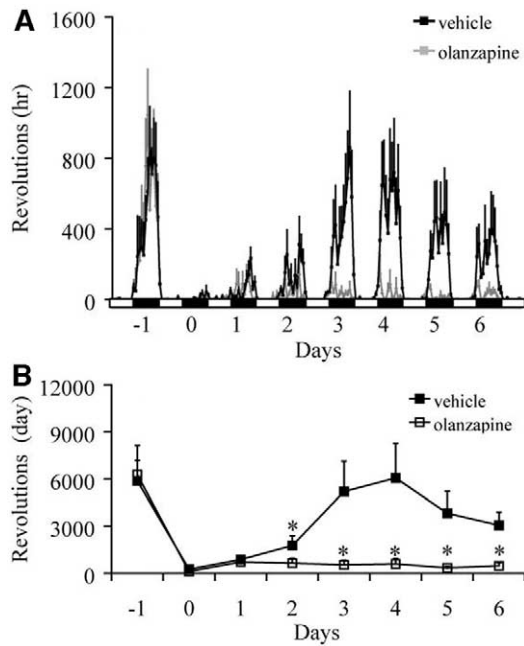 A
1600
vehicle
olanzapine
1200
800
400
0
Revolutions (hr)
-1 0 1 2 3 4 5 6
Days
B
12000
vehicle
olanzapine
9000
6000
3000
0
Revolutions (day)
* * * * *
-1 0 1 2 3 4 5 6
Days